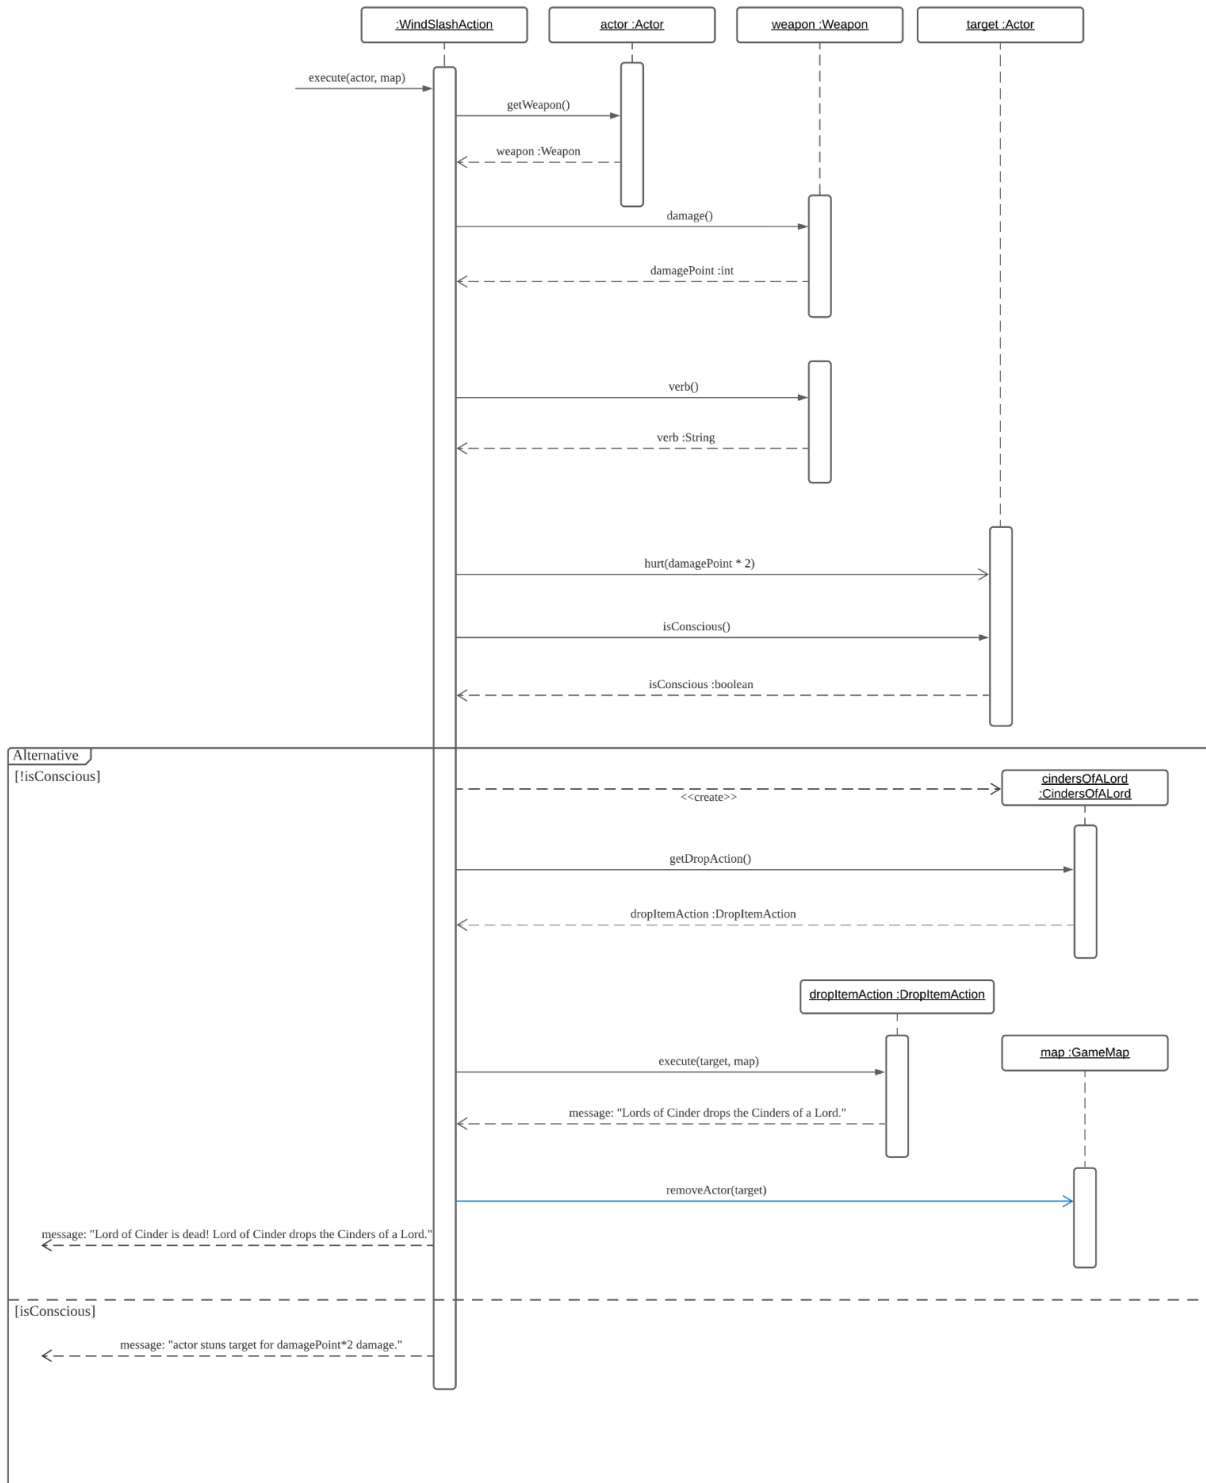 :WindSlashAction
actor :Actor
weapon :Weapon
target :Actor
execute(actor, map)
getWeapon()
weapon :Weapon
damage()
damagePoint :int
verb()
verb :String
hurt(damagePoint * 2)
isConscious()
isConscious :boolean
Alternative
[!isConscious]
cindersOfALord
:CindersOfALord
<<create>>
getDropAction()
dropItemAction :DropItemAction
dropItemAction :DropItemAction
map :GameMap
execute(target, map)
message: "Lords of Cinder drops the Cinders of a Lord."
removeActor(target)
message: "Lord of Cinder is dead! Lord of Cinder drops the Cinders of a Lord."
[isConscious]
message: "actor stuns target for damagePoint*2 damage."